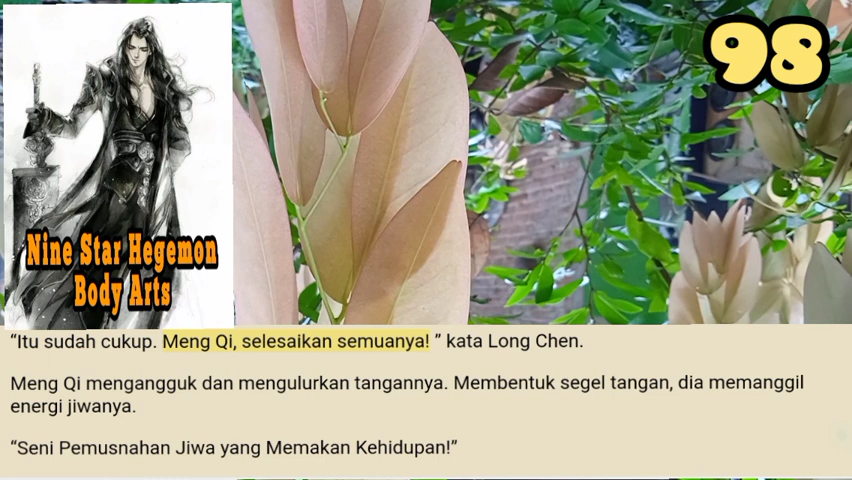 98
Nine Star Hegemon
Body Arts
“Itu sudah cukup. Meng Qi, selesaikan semuanya! ” kata Long Chen.
Meng Qi mengangguk dan mengulurkan tangannya. Membentuk segel tangan, dia memanggil
energi jiwanya.
“Seni Pemusnahan Jiwa yang Memakan Kehidupan!”